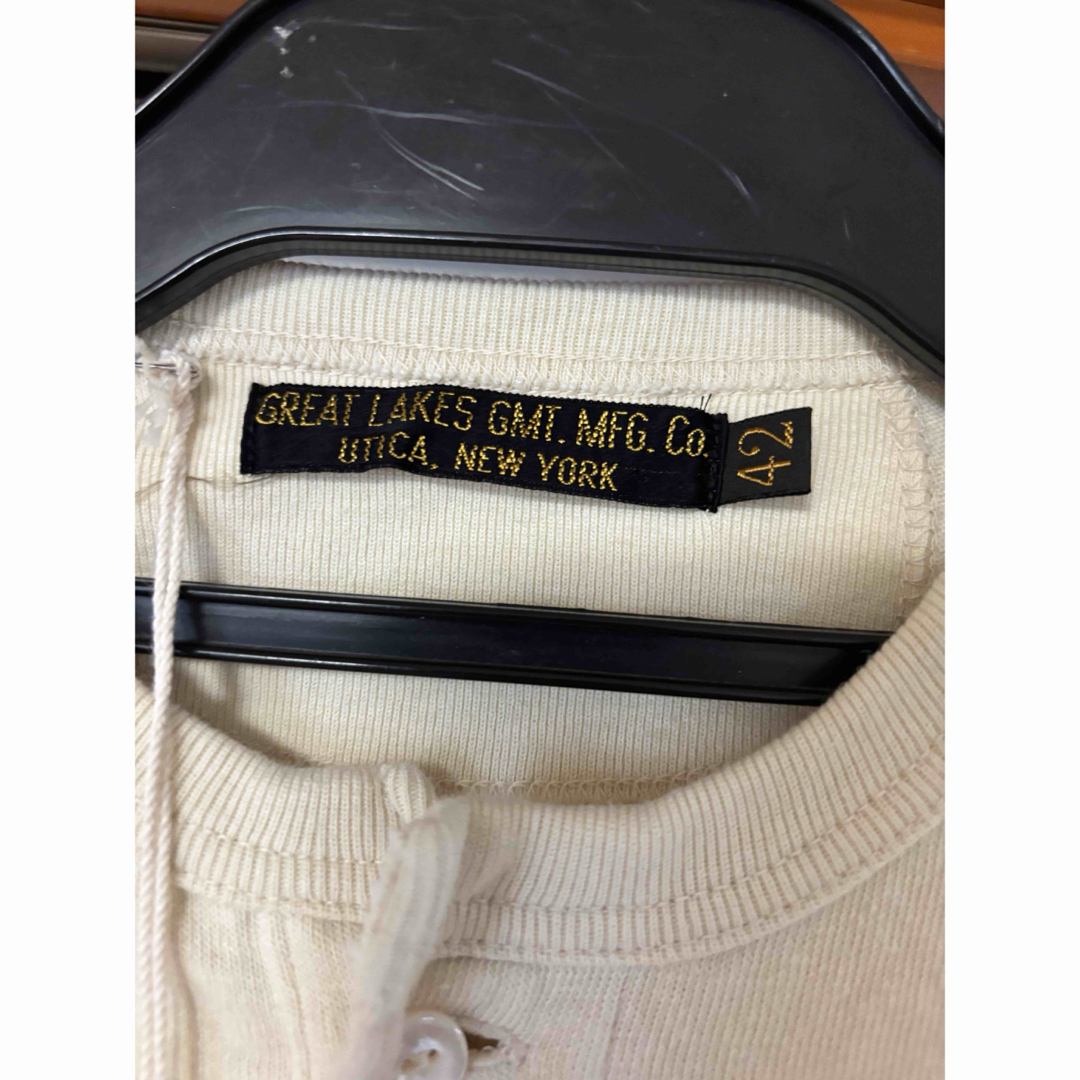 GREAT LAKES GMT. MFG. Co.
UTICA, NEW YORK
42